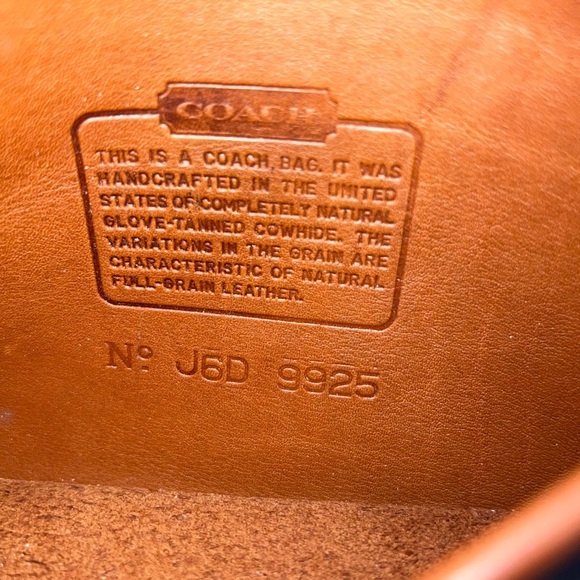 COACH
THIS IS A COACH BAG. IT WAS
HANDCRAFTED IN THE UNITED
STATES OF COMPLETELY NATURAL
GLOVE-TANNED COWHIDE. THE
VARIATIONS IN THE GRAIN ARE
CHARACTERISTIC OF NATURAL
FULL-GRAIN LEATHER.
Nº J6D 9925